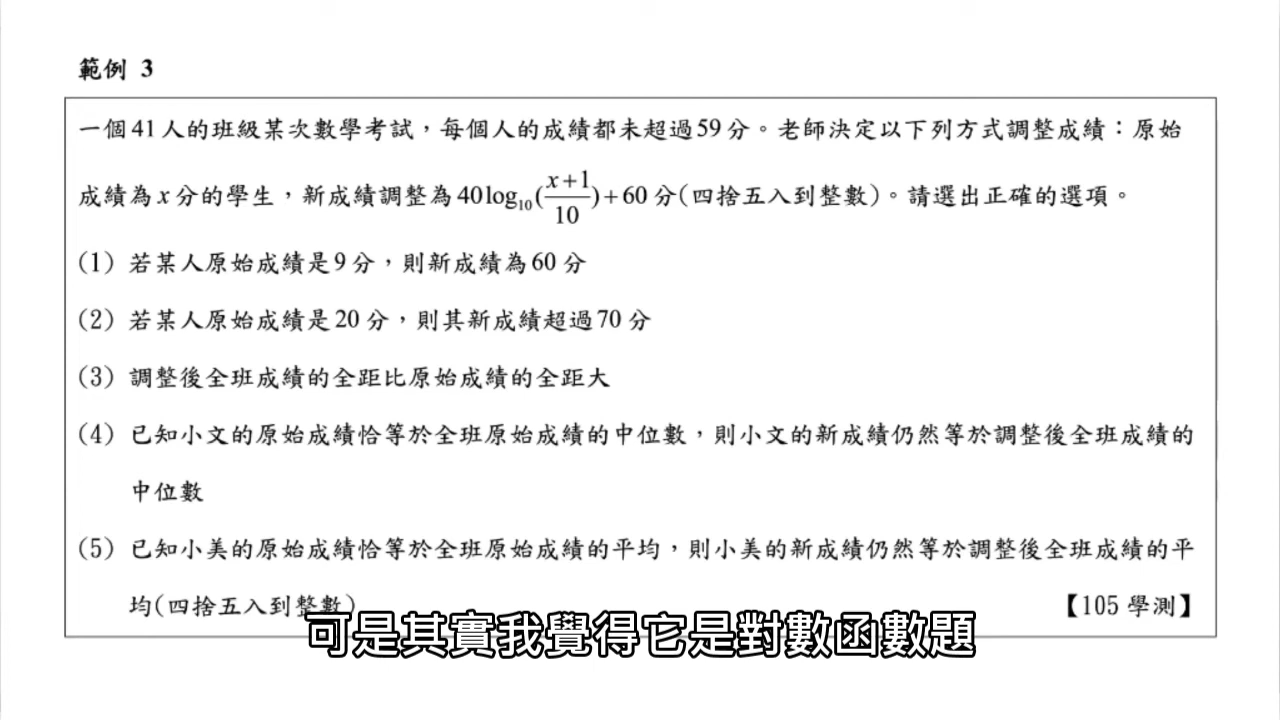 範例 3
一個41人的班級某次數學考試，每個人的成績都未超過59分。老師決定以下列方式調整成績：原始
成績為x分的學生，新成績調整為40log₁₀((x+1)/10)+60分(四捨五入到整數)。請選出正確的選項。
(1) 若某人原始成績是9分，則新成績為60分
(2) 若某人原始成績是20分，則其新成績超過70分
(3) 調整後全班成績的全距比原始成績的全距大
(4) 已知小文的原始成績恰等於全班原始成績的中位數，則小文的新成績仍然等於調整後全班成績的
中位數
(5) 已知小美的原始成績恰等於全班原始成績的平均，則小美的新成績仍然等於調整後全班成績的平
均(四捨五入到整數) 【105學測】
可是其實我覺得它是對數函數題